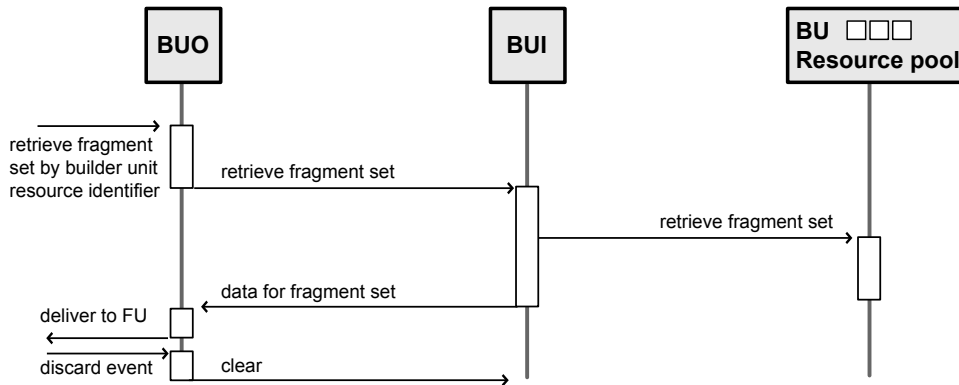 BUO
BUI
BU
Resource pool
retrieve fragment
set by builder unit
resource identifier
retrieve fragment set
retrieve fragment set
data for fragment set
deliver to FU
discard event
clear